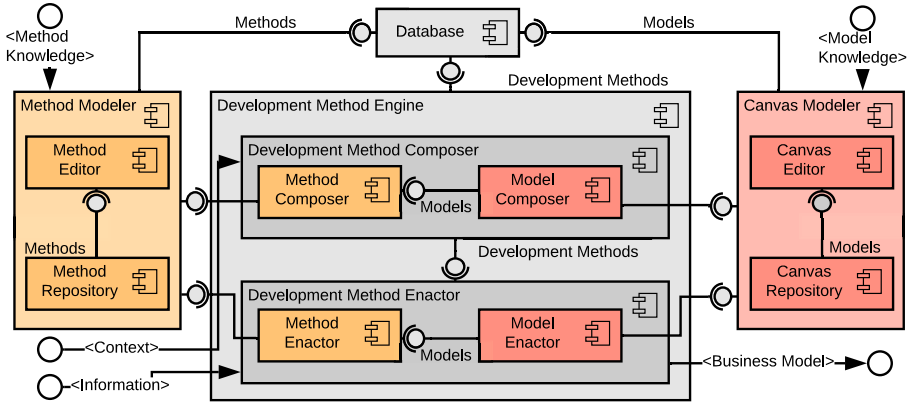 Methods
Database
Models
<Method
Knowledge>
<Model
Knowledge>
Development Methods
Method Modeler
Development Method Engine
Canvas Modeler
Method
Editor
Development Method Composer
Canvas
Editor
Method
Composer
Models
Model
Composer
Methods
Development Methods
Models
Method
Repository
Development Method Enactor
Canvas
Repository
Method
Enactor
Models
Model
Enactor
<Context>
<Business Model>
<Information>